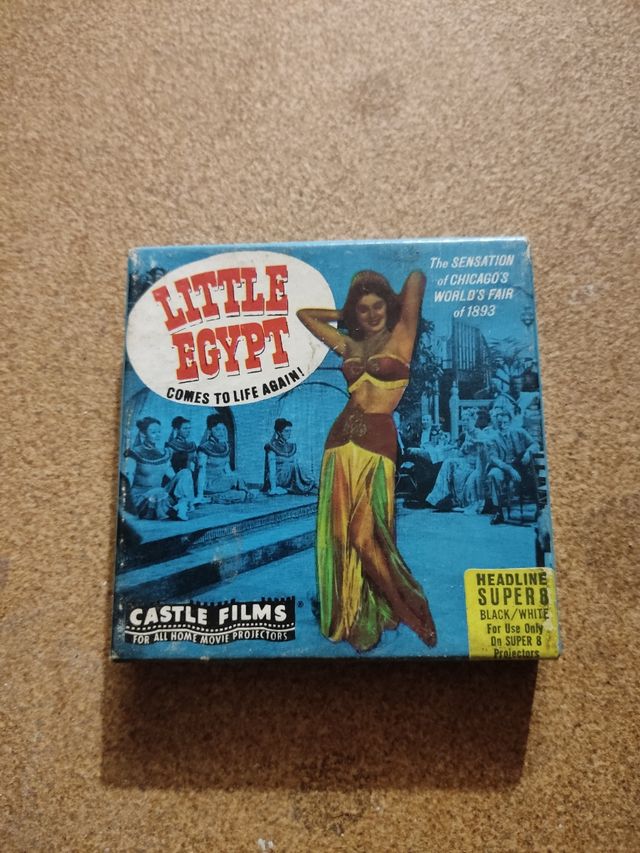 LITTLE
EGYPT
COMES TO LIFE AGAIN!
The SENSATION
of CHICAGO'S
WORLD'S FAIR
of 1893
CASTLE FILMS®
FOR ALL HOME MOVIE PROJECTORS
HEADLINE
SUPER 8
BLACK/WHITE
For Use Only
On SUPER 8
Projectors